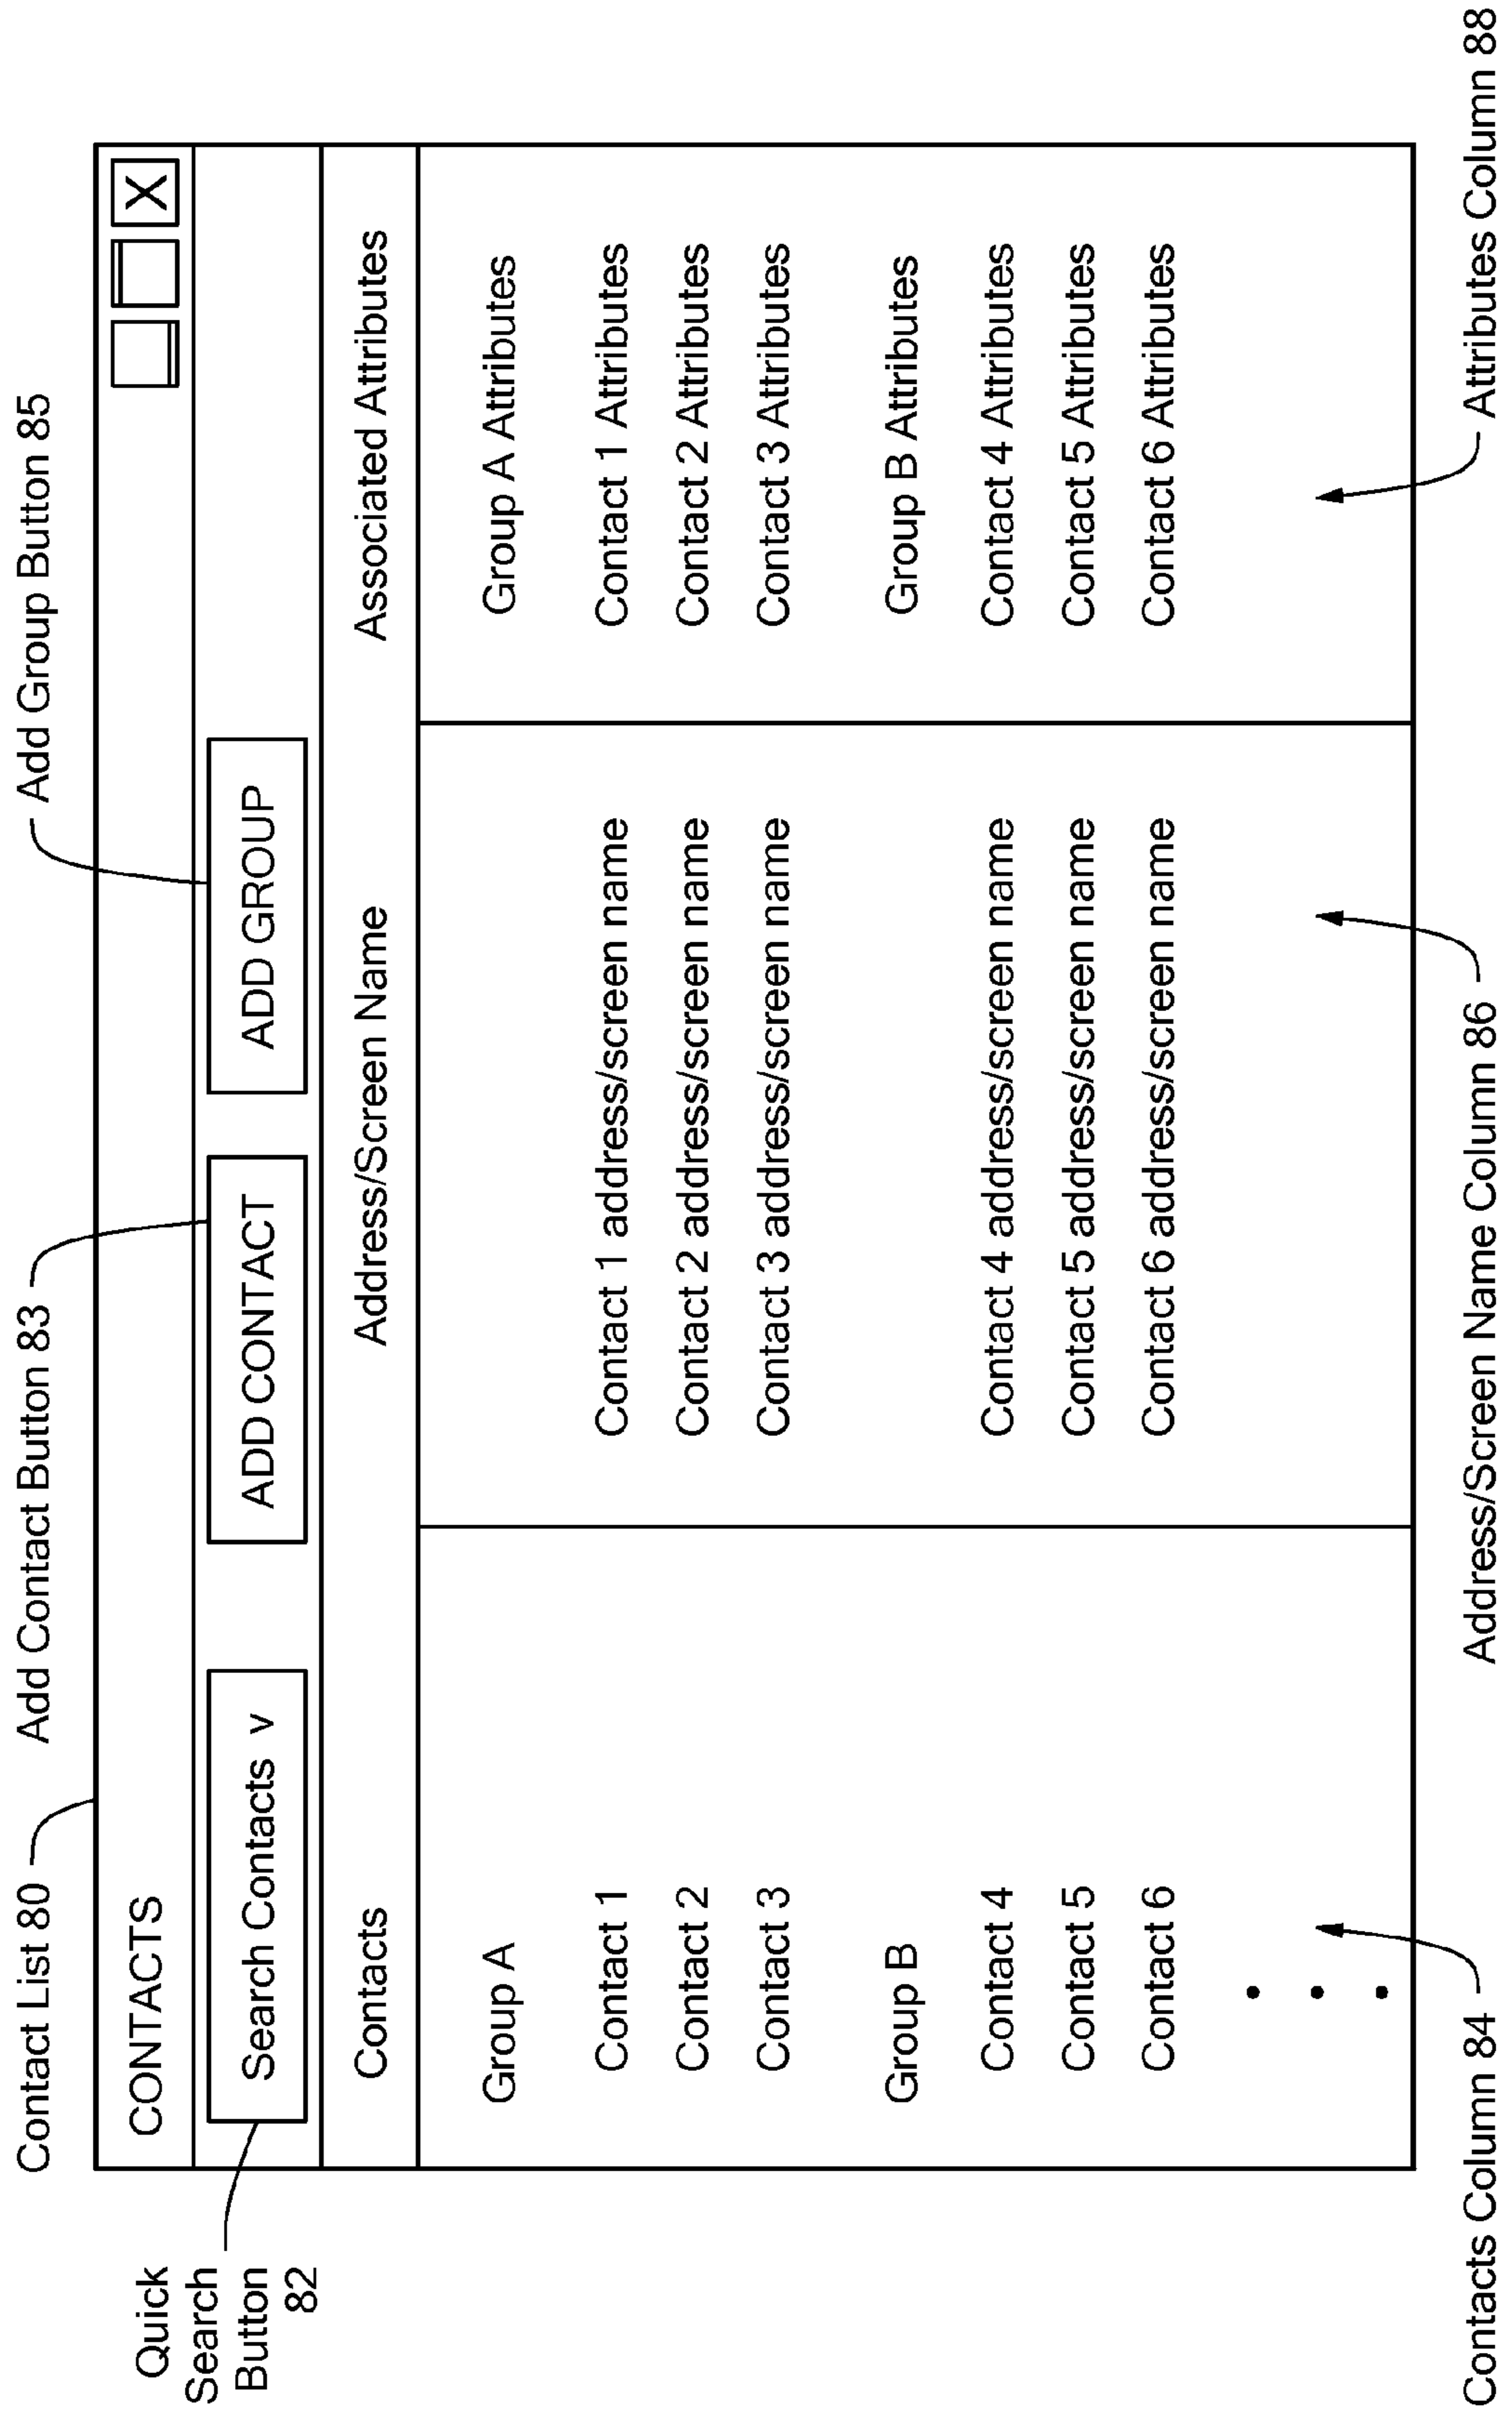 Contact List 80
Add Contact Button 83
Add Group Button 85
Quick
Search
Button
82
CONTACTS
X
Search Contacts v
ADD CONTACT
ADD GROUP
Contacts
Address/Screen Name
Associated Attributes
Group A
Group A Attributes
Contact 1
Contact 1 address/screen name
Contact 1 Attributes
Contact 2
Contact 2 address/screen name
Contact 2 Attributes
Contact 3
Contact 3 address/screen name
Contact 3 Attributes
Group B
Group B Attributes
Contact 4
Contact 4 address/screen name
Contact 4 Attributes
Contact 5
Contact 5 address/screen name
Contact 5 Attributes
Contact 6
Contact 6 address/screen name
Contact 6 Attributes
Contacts Column 84
Address/Screen Name Column 86
Attributes Column 88